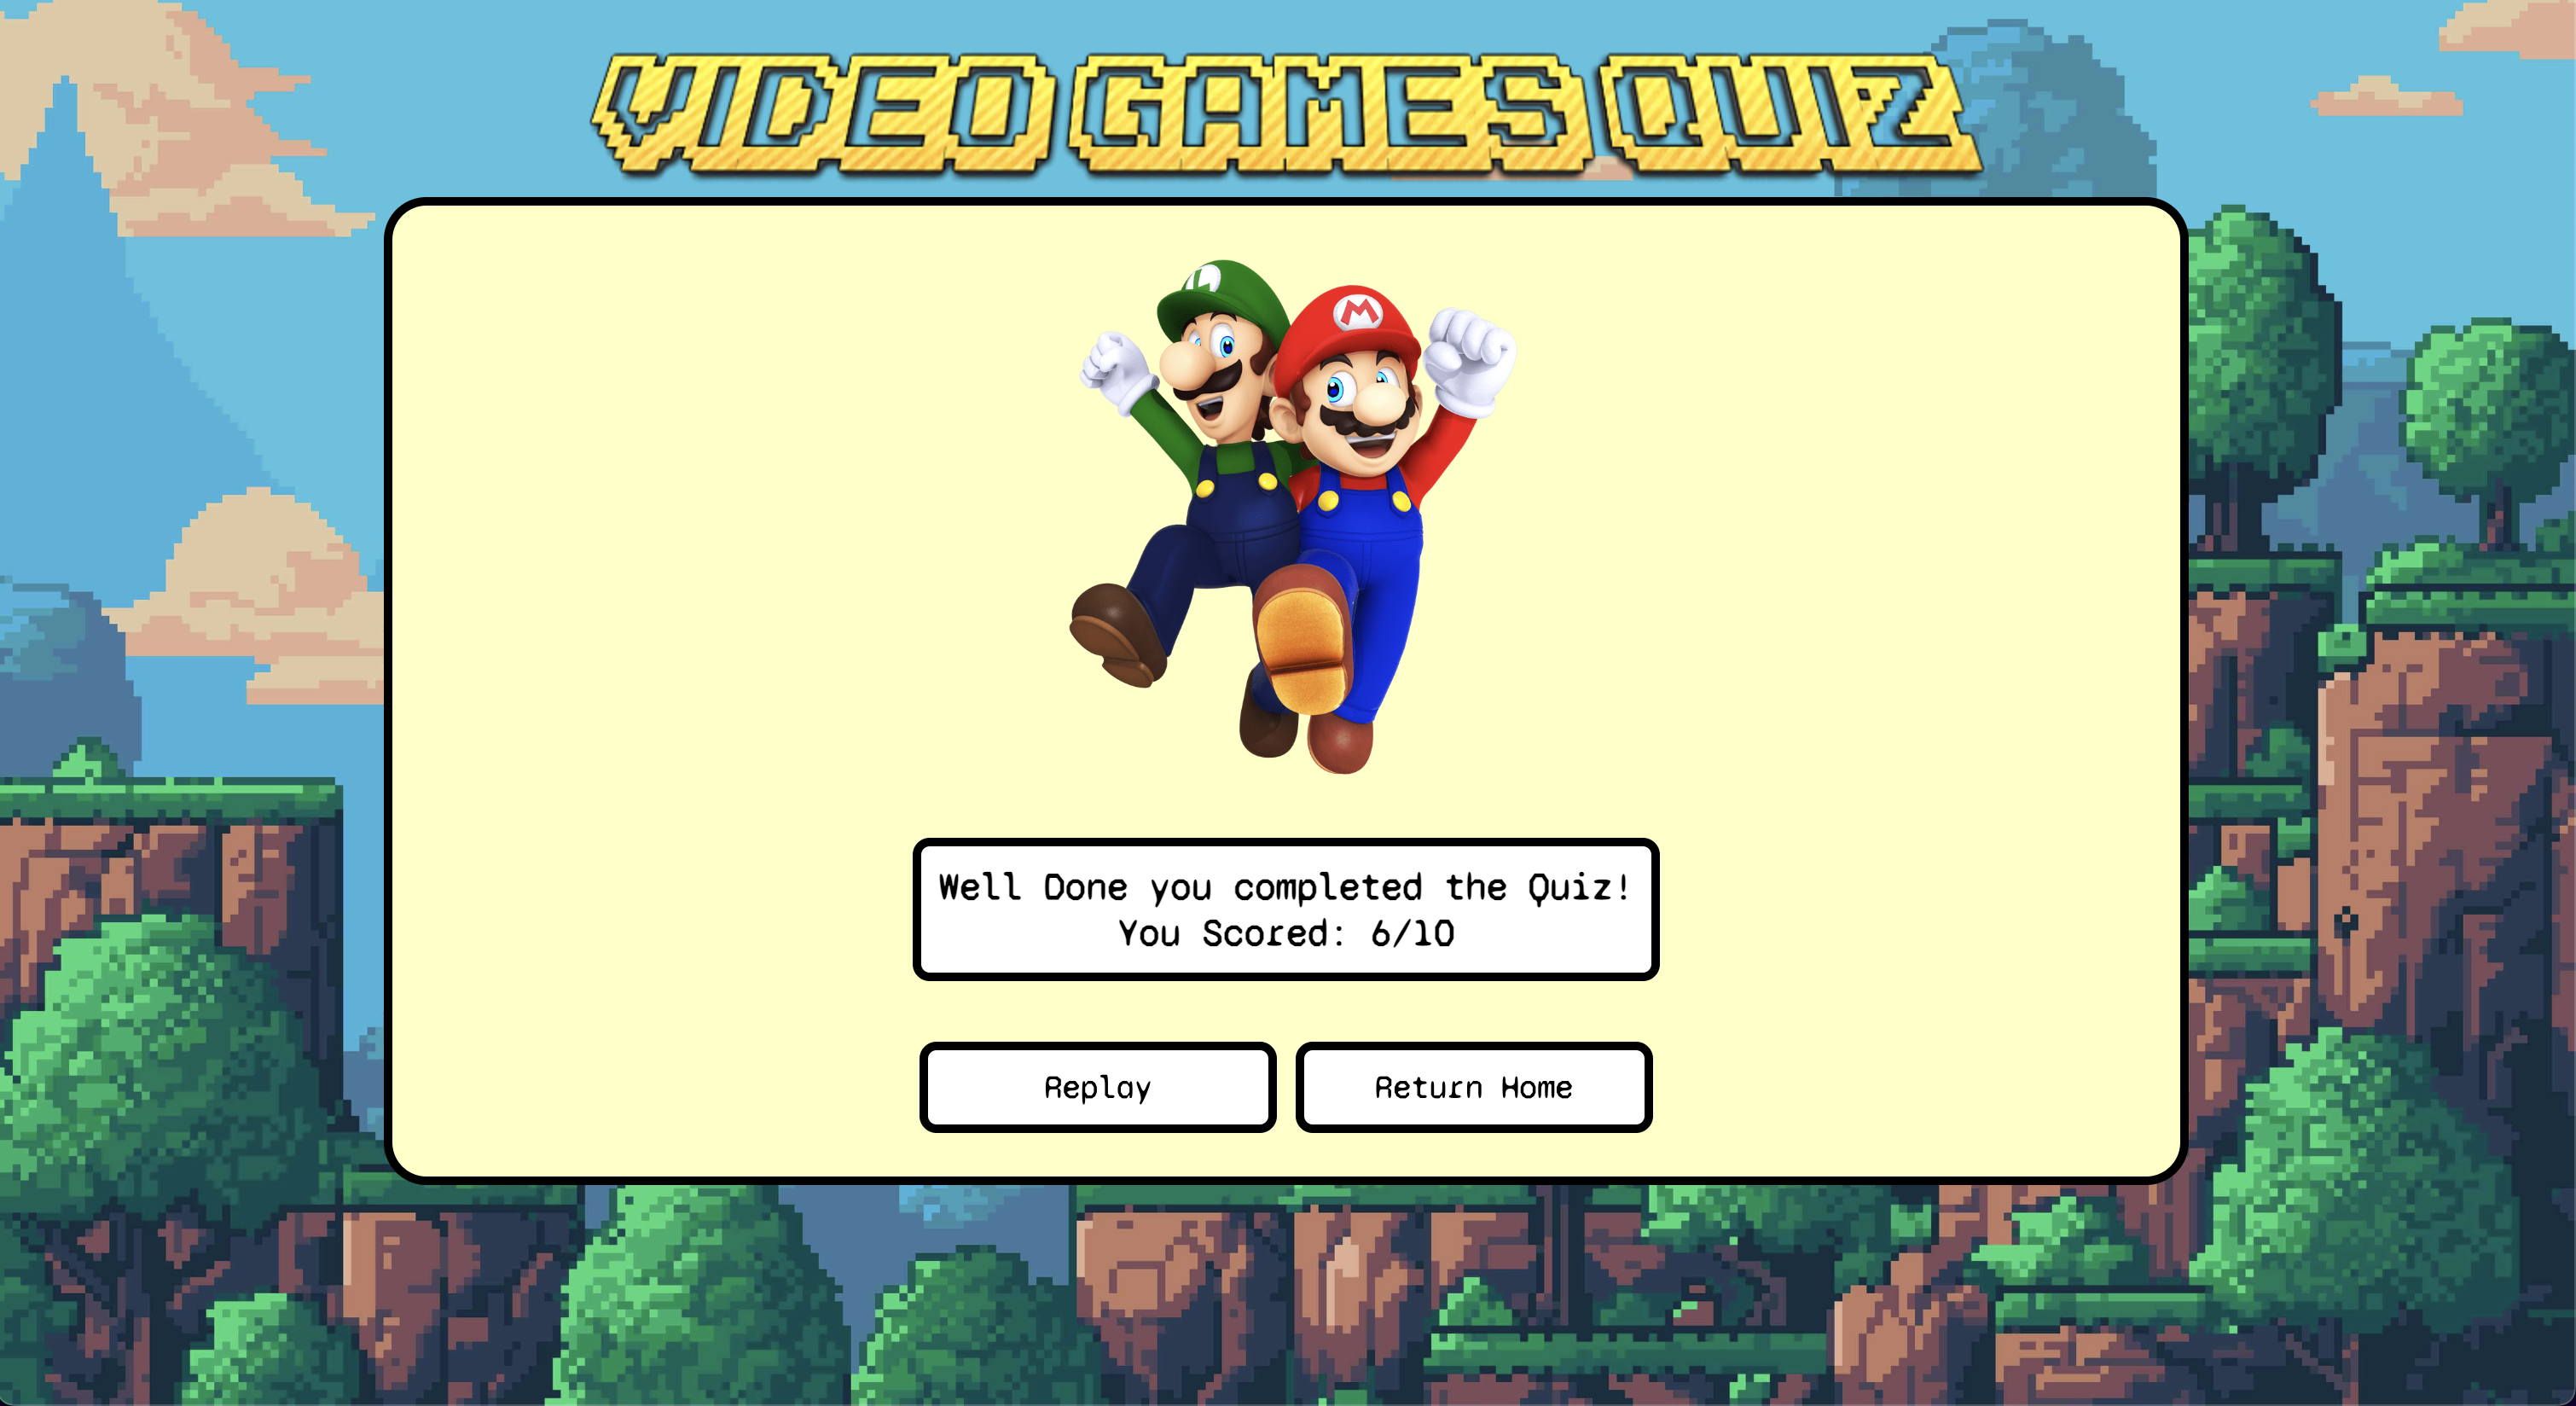 VIDEO GAMES QUIZ
L
M
Well Done you completed the Quiz!
You Scored: 6/10
Replay
Return Home